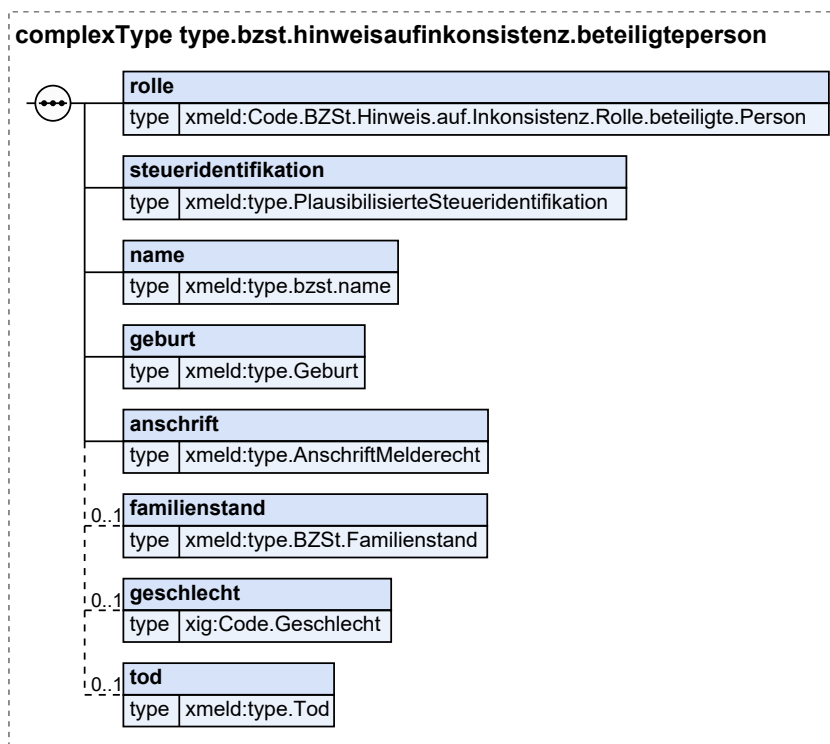 complexType type.bzst.hinweisaufinkonsistenz.beteiligteperson
rolle
type xmeld:Code.BZSt.Hinweis.auf.Inkonsistenz.Rolle.beteiligte.Person
steueridentifikation
type xmeld:type.PlausibilisierteSteueridentifikation
name
type xmeld:type.bzst.name
geburt
type xmeld:type.Geburt
anschrift
type xmeld:type.AnschriftMelderecht
0..1 familienstand
type xmeld:type.BZSt.Familienstand
0..1 geschlecht
type xig:Code.Geschlecht
0..1 tod
type xmeld:type.Tod